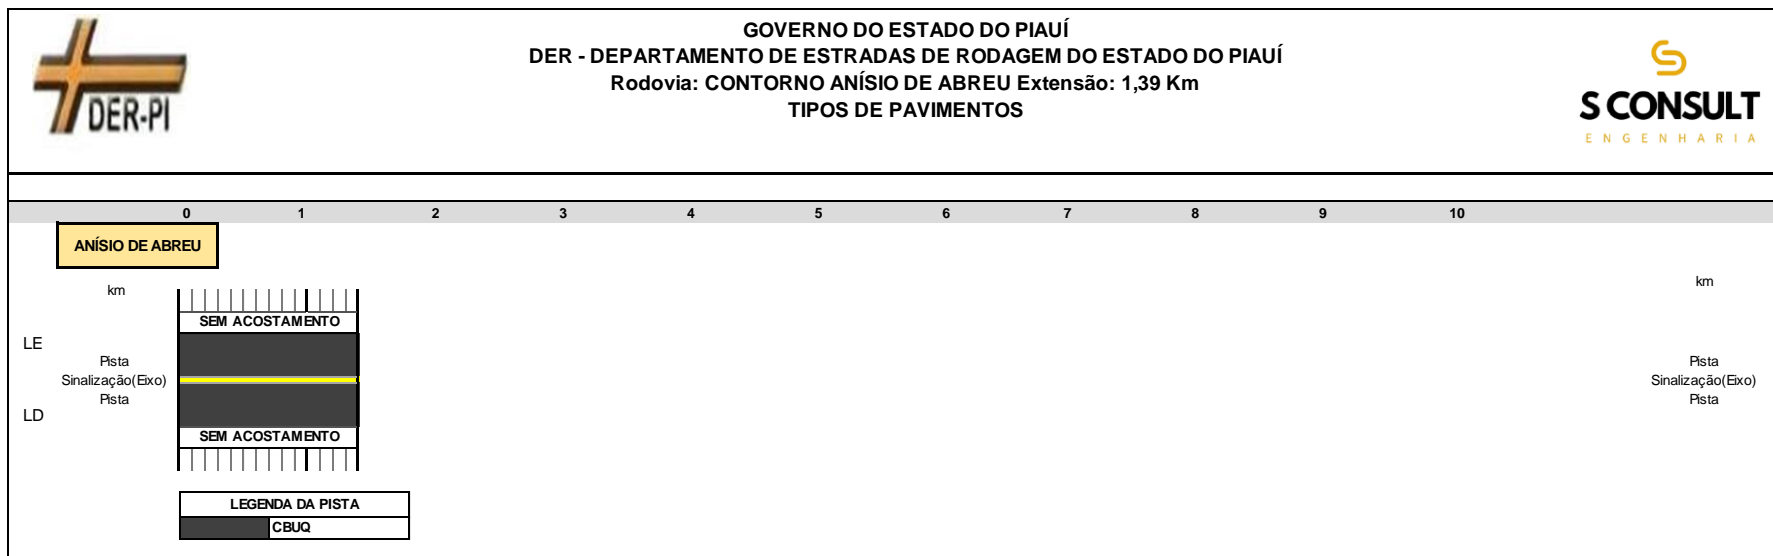 GOVERNO DO ESTADO DO PIAUÍ
DER - DEPARTAMENTO DE ESTRADAS DE RODAGEM DO ESTADO DO PIAUÍ
Rodovia: CONTORNO ANÍSIO DE ABREU Extensão: 1,39 Km
TIPOS DE PAVIMENTOS
DER-PI
S CONSULT
ENGENHARIA
0 1 2 3 4 5 6 7 8 9 10
ANÍSIO DE ABREU
km km
SEM ACOSTAMENTO
LE
Pista Pista
Sinalização(Eixo) Sinalização(Eixo)
Pista Pista
LD
SEM ACOSTAMENTO
LEGENDA DA PISTA
CBUQ